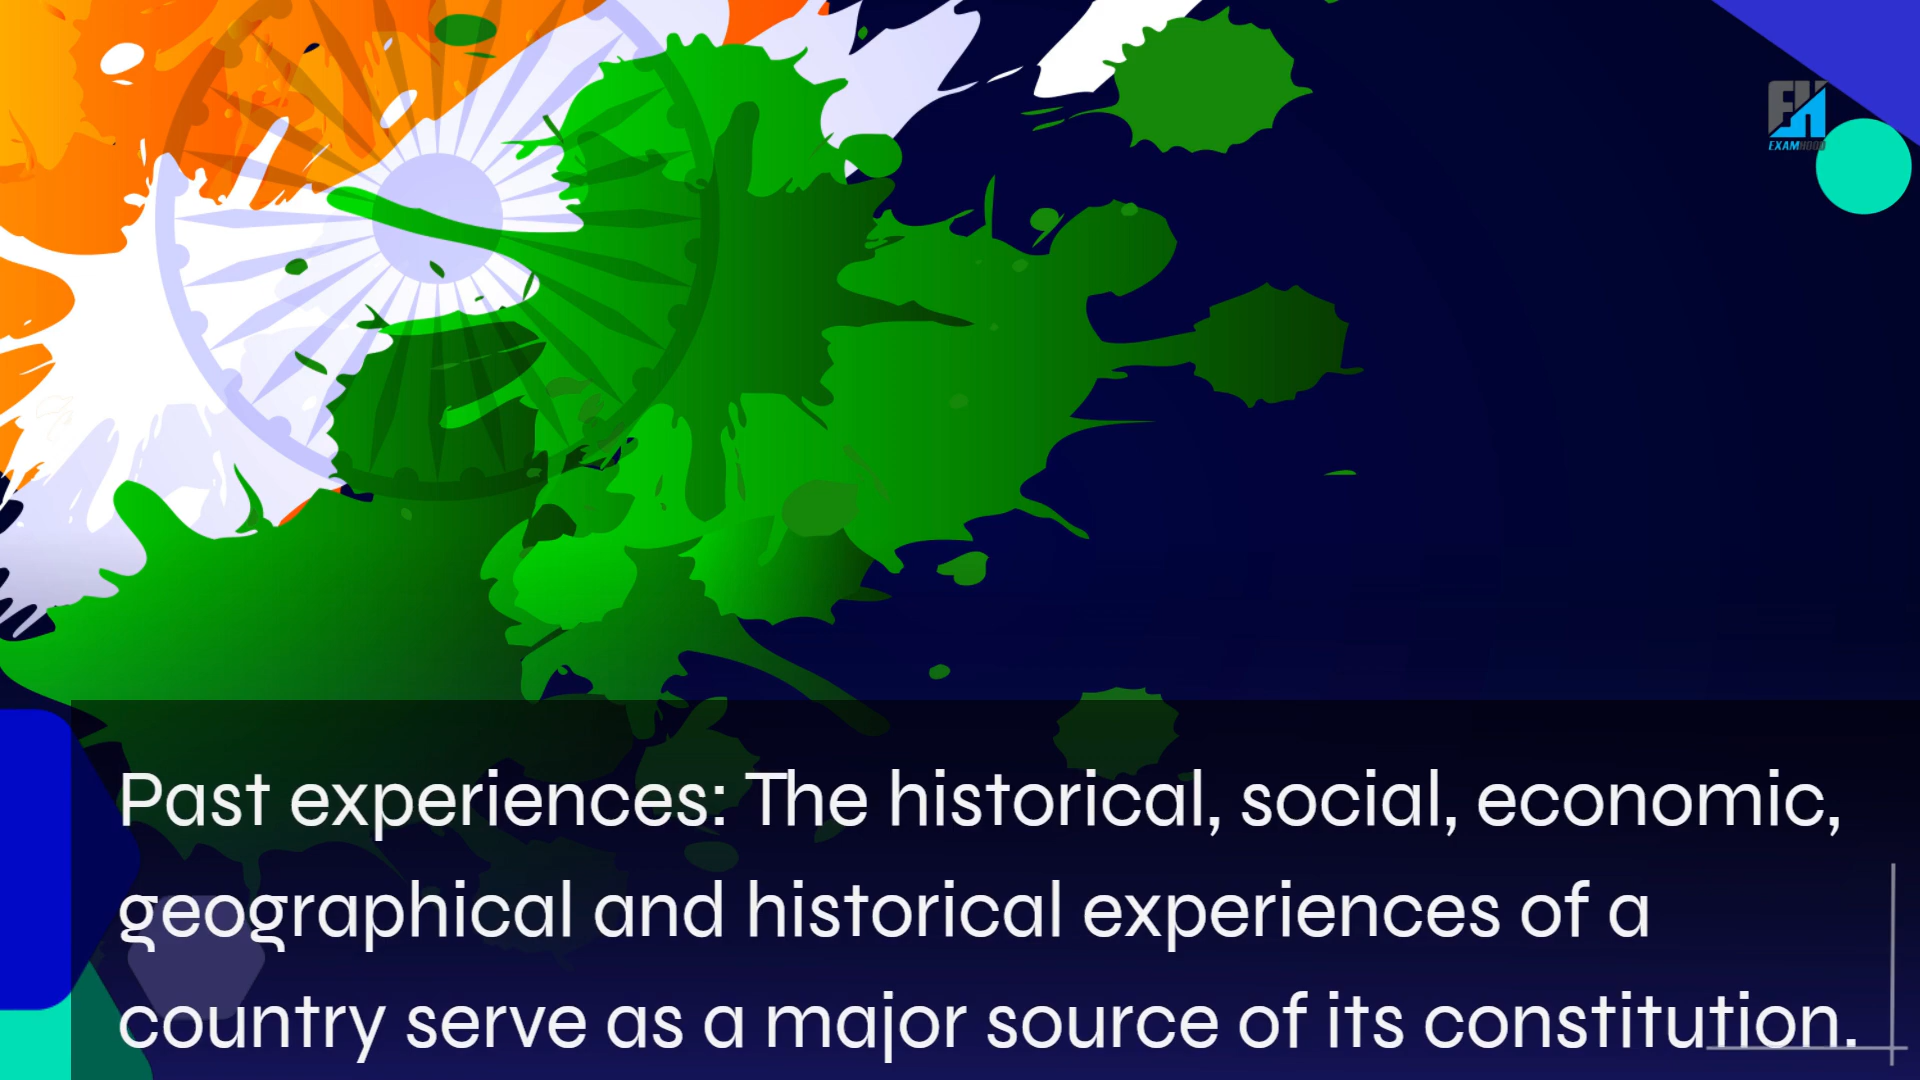 EH
EXAMHOOD
Past experiences: The historical, social, economic,
geographical and historical experiences of a
country serve as a major source of its constitution.